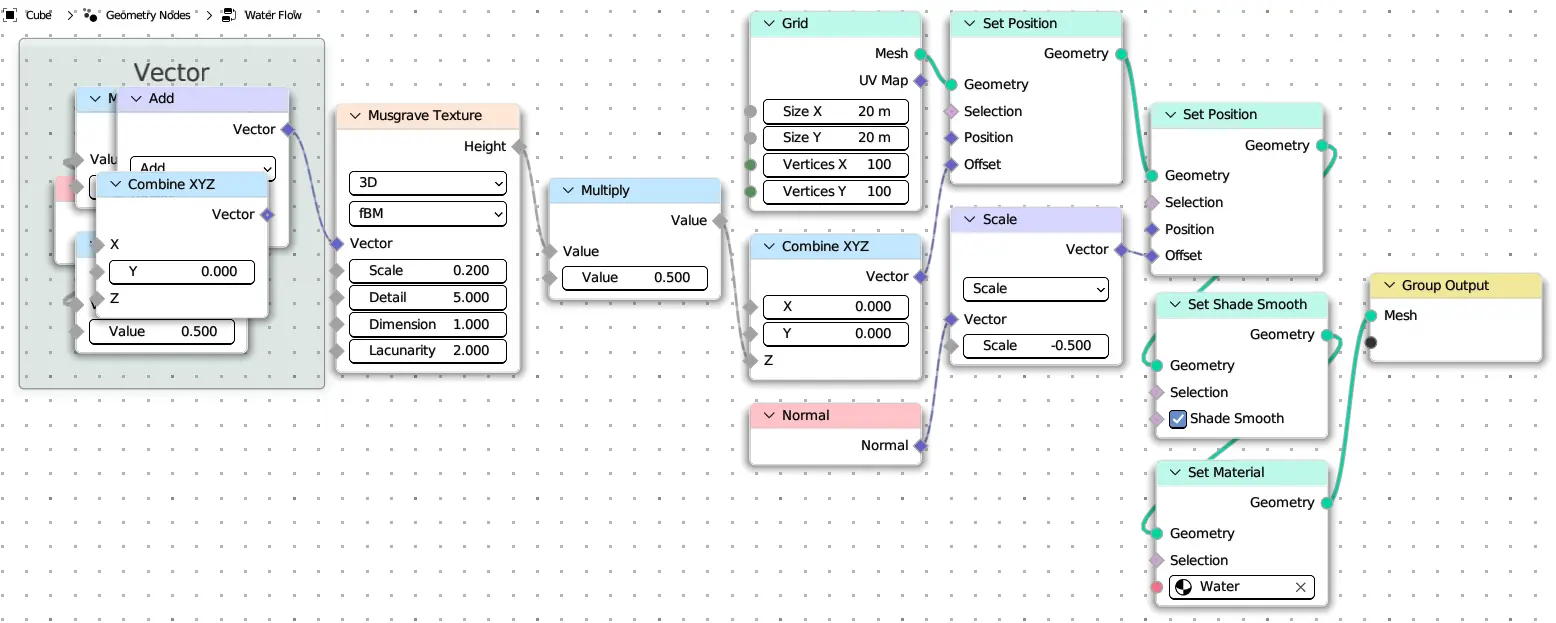 Cube > Geometry Nodes > Water Flow
Vector
M
Add
Vector
Valu
Add
Combine XYZ
Vector
X
Y 0.000
Z
Value 0.500
Musgrave Texture
Height
3D
fBM
Vector
Scale 0.200
Detail 5.000
Dimension 1.000
Lacunarity 2.000
Multiply
Value
Value
Value 0.500
Grid
Mesh
UV Map
Size X 20 m
Size Y 20 m
Vertices X 100
Vertices Y 100
Combine XYZ
Vector
X 0.000
Y 0.000
Z
Normal
Normal
Set Position
Geometry
Geometry
Selection
Position
Offset
Scale
Vector
Scale
Vector
Scale -0.500
Set Position
Geometry
Geometry
Selection
Position
Offset
Set Shade Smooth
Geometry
Geometry
Selection
Shade Smooth
Set Material
Geometry
Geometry
Selection
Water
Group Output
Mesh